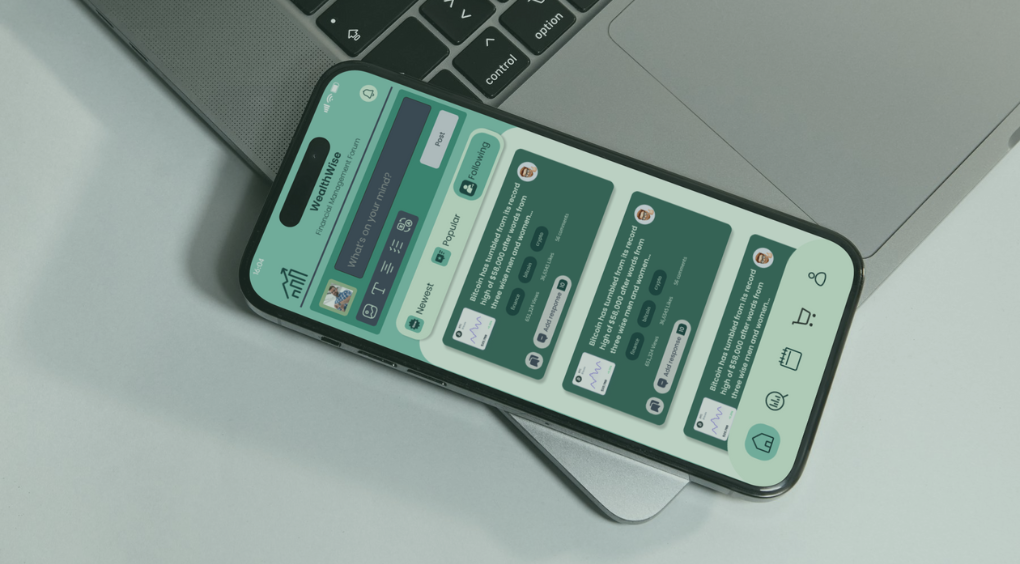 option
control
16:04
WealthWise
Financial Management Forum
What's on your mind?
Post
Newest
Popular
Following
Bitcoin has tumbled from its record
high of $58,000 after words from
three wise men and women...
Add response
Bitcoin has tumbled from its record
high of $58,000 after words from
three wise men and women...
Add response
Bitcoin has tumbled from its record
high of $58,000 after words from
three wise men and women...